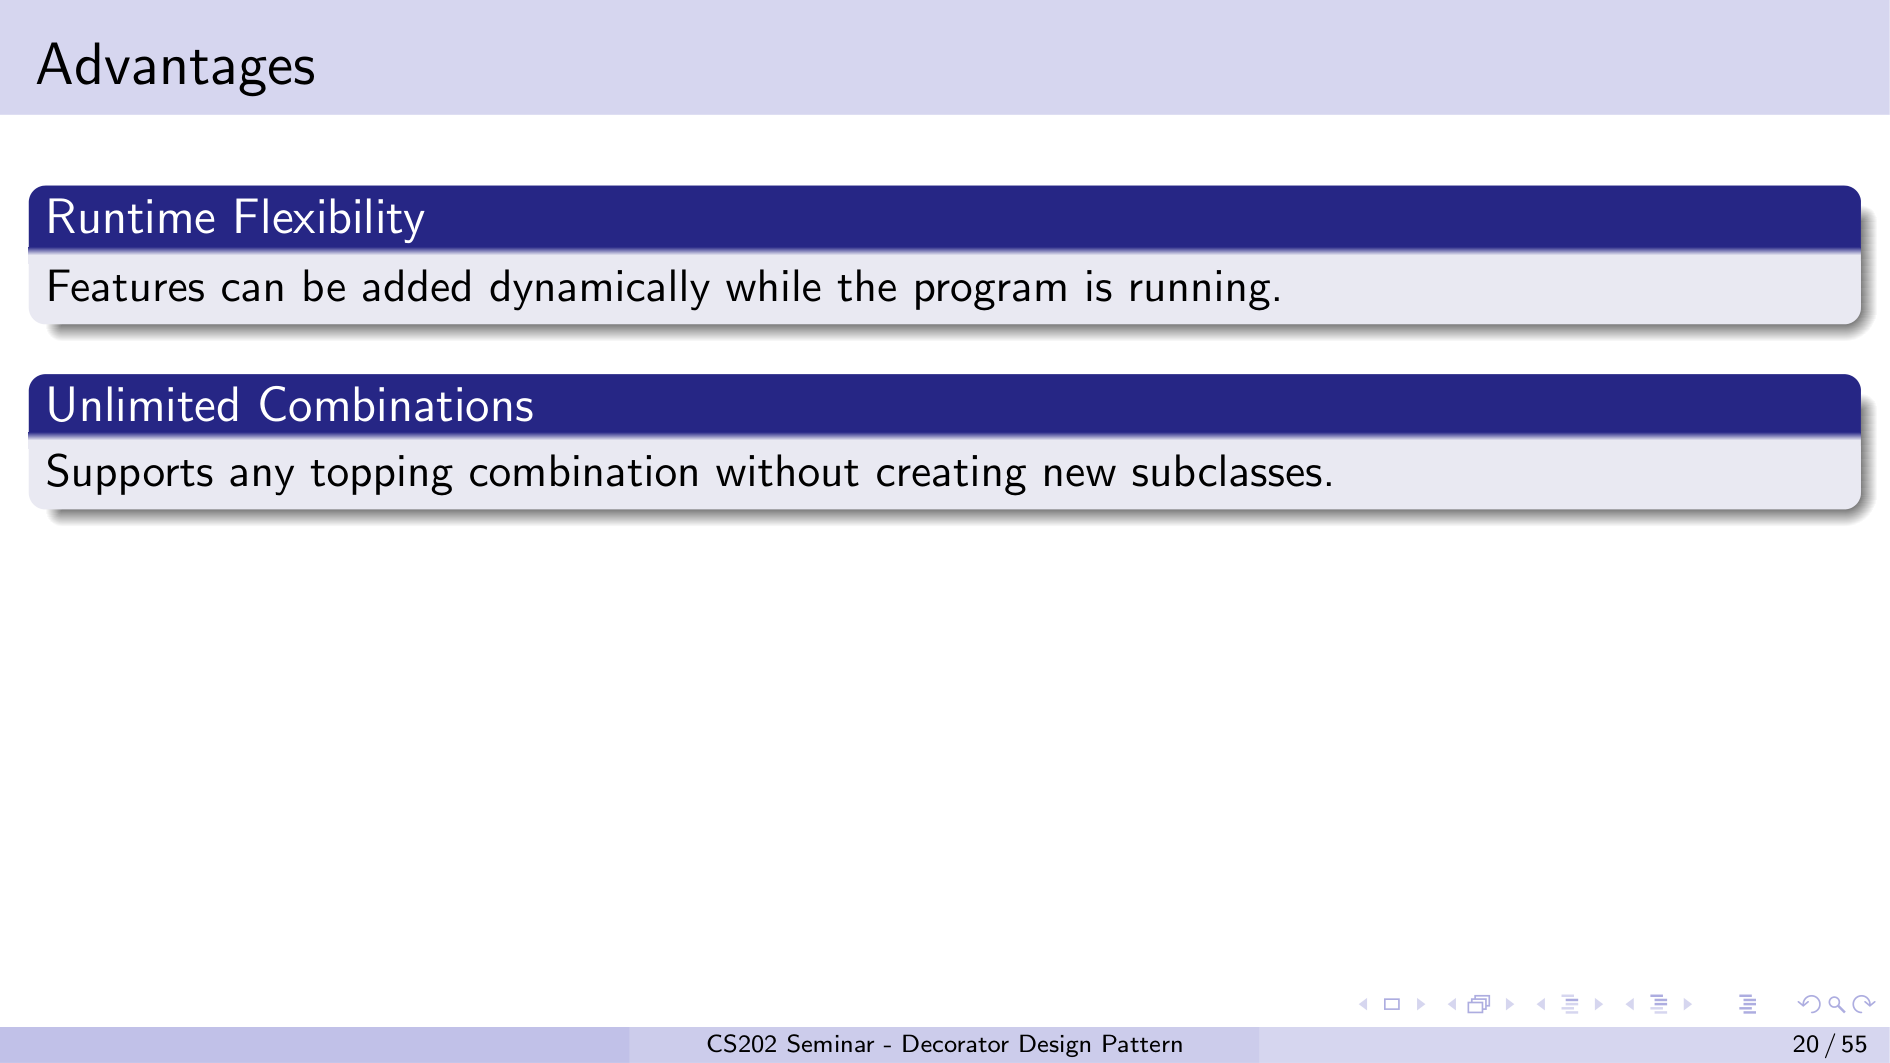 Advantages
Runtime Flexibility
Features can be added dynamically while the program is running.
Unlimited Combinations
Supports any topping combination without creating new subclasses.
CS202 Seminar - Decorator Design Pattern
20 / 55